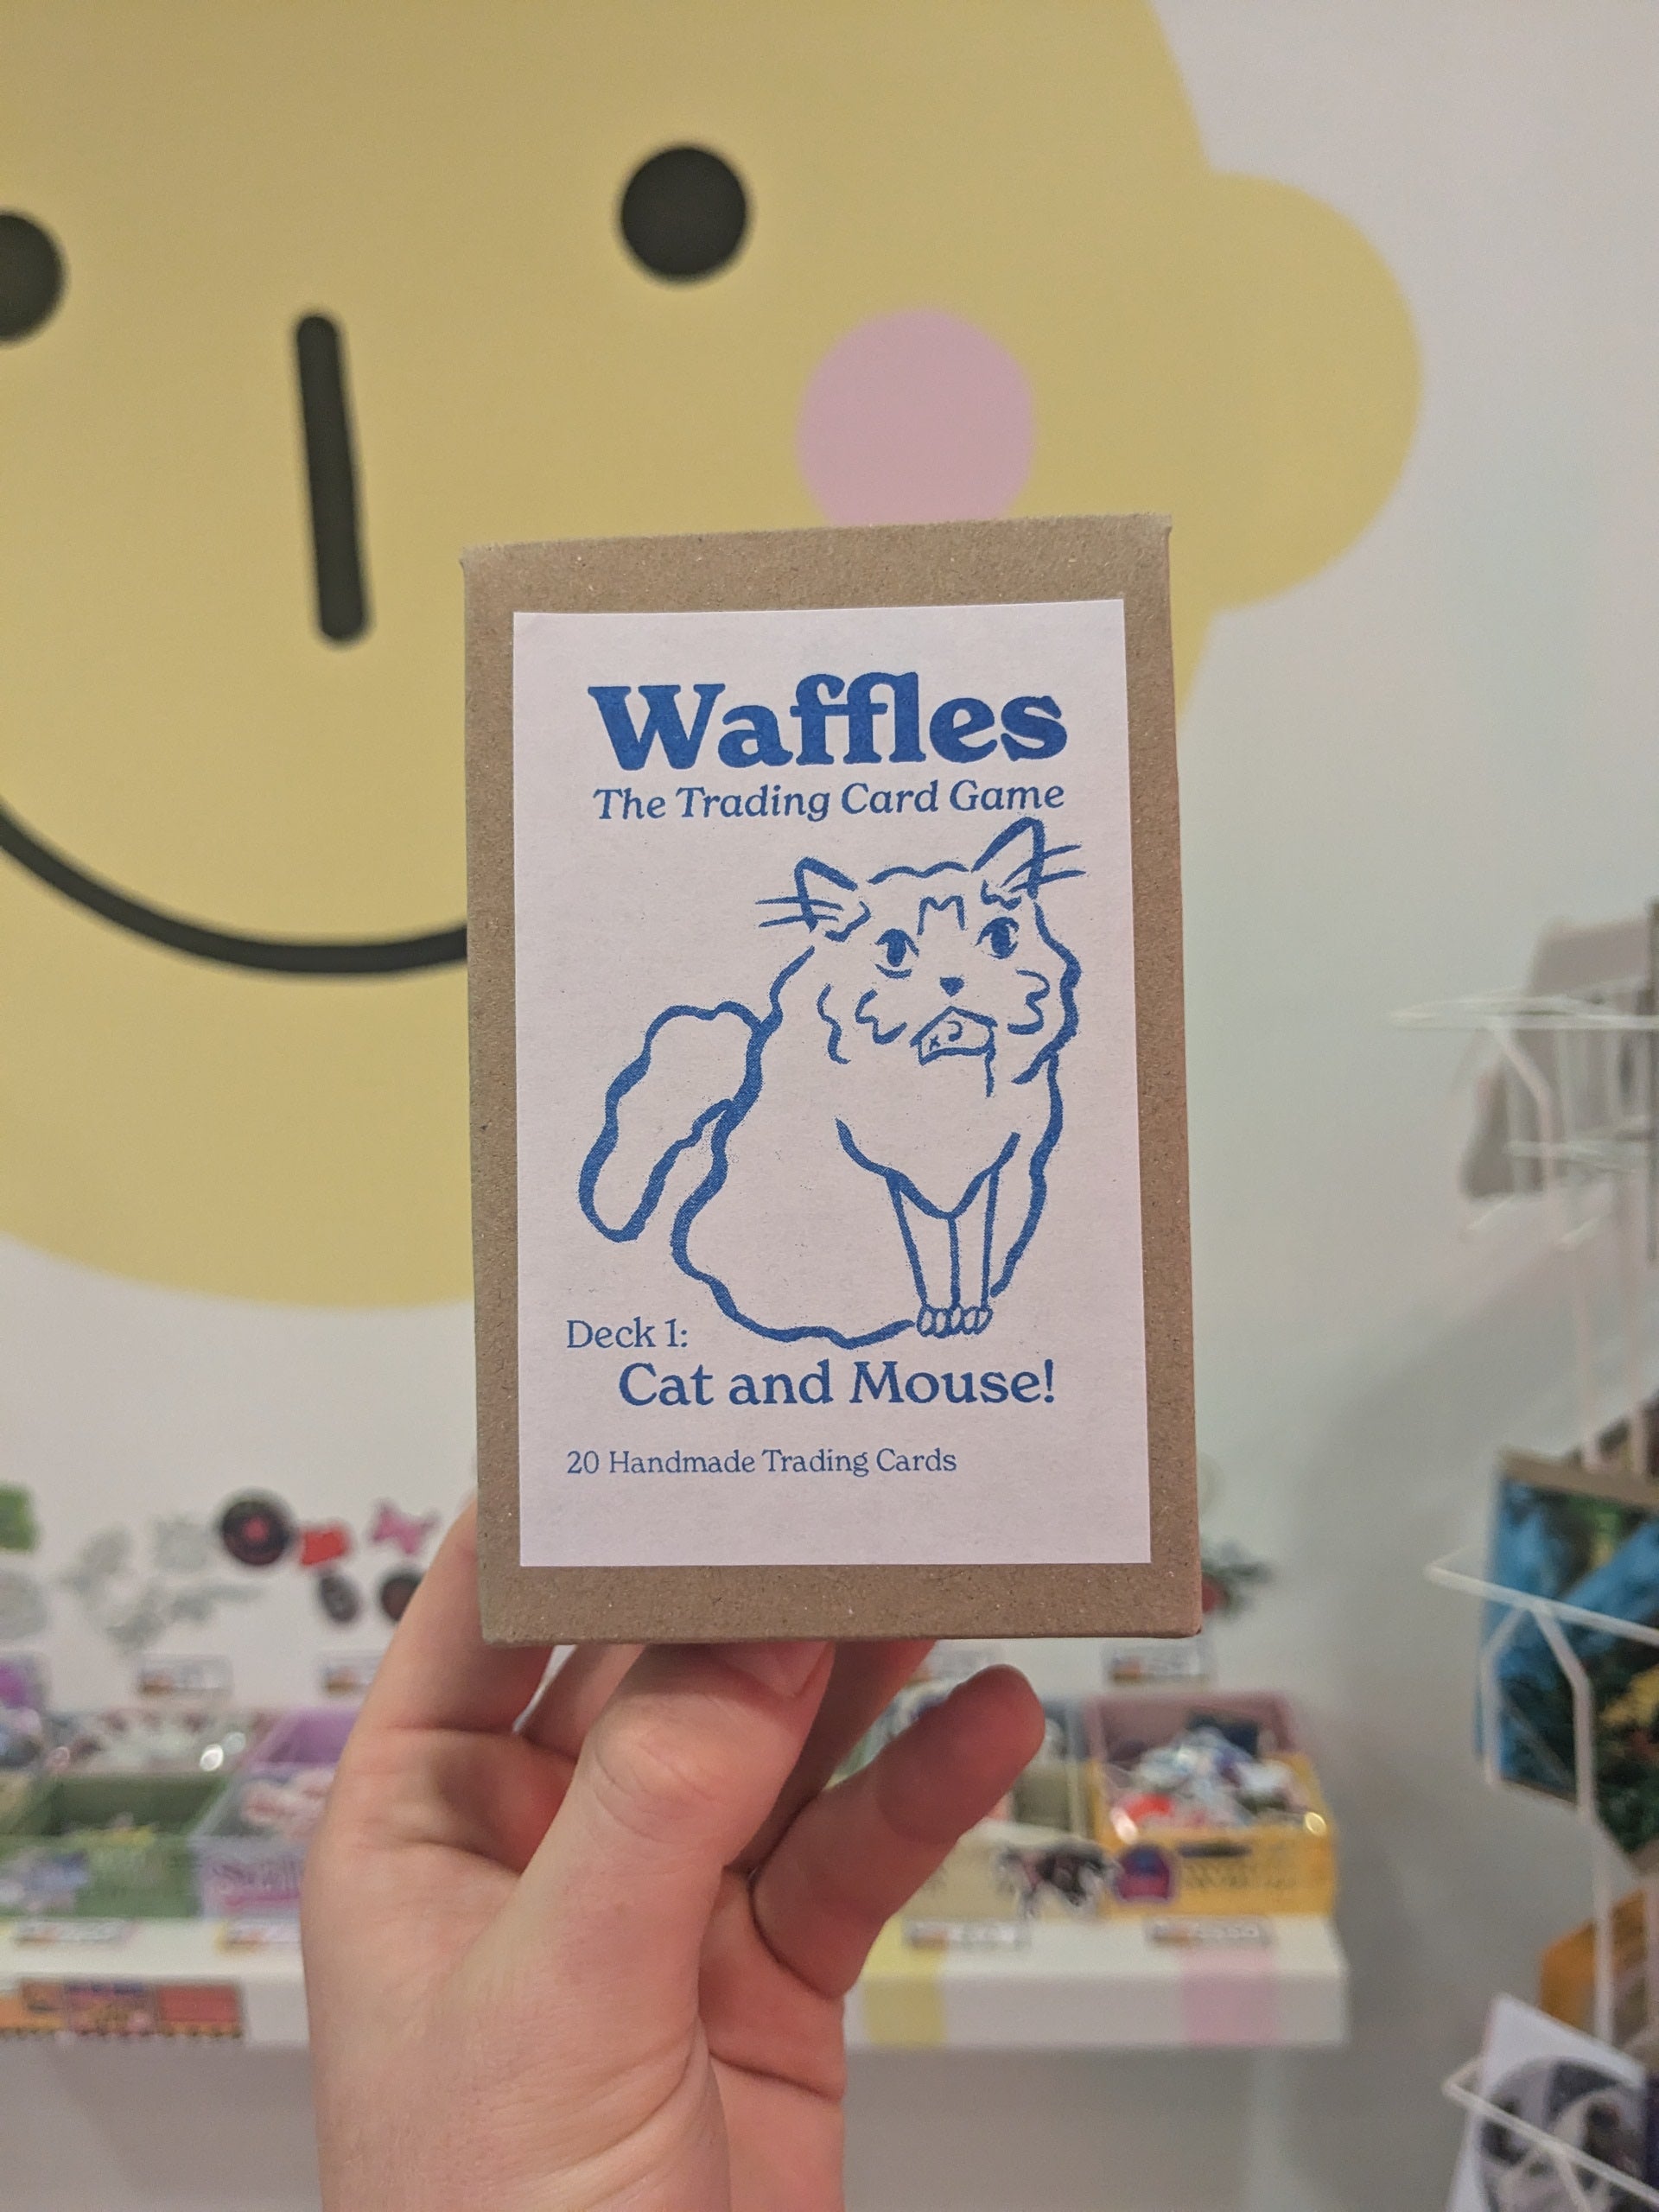 Waffles
The Trading Card Game
Deck 1:
Cat and Mouse!
20 Handmade Trading Cards